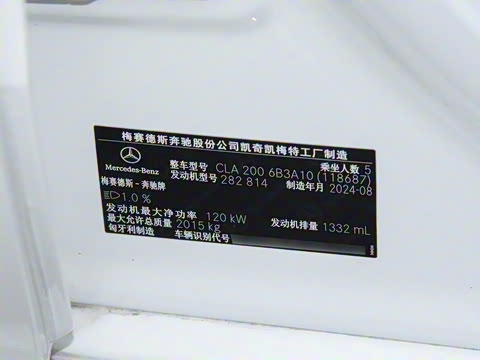 梅赛德斯奔驰股份公司凯奇凯梅特工厂制造
Mercedes-Benz
整车型号 CLA 200 6B3A10 (118687) 乘坐人数 5
发动机型号 282 814 制造年月 2024-08
梅赛德斯-奔驰牌
1.0 %
发动机最大净功率 120 kW 发动机排量 1332 mL
最大允许总质量 2015 kg
匈牙利制造 车辆识别代号